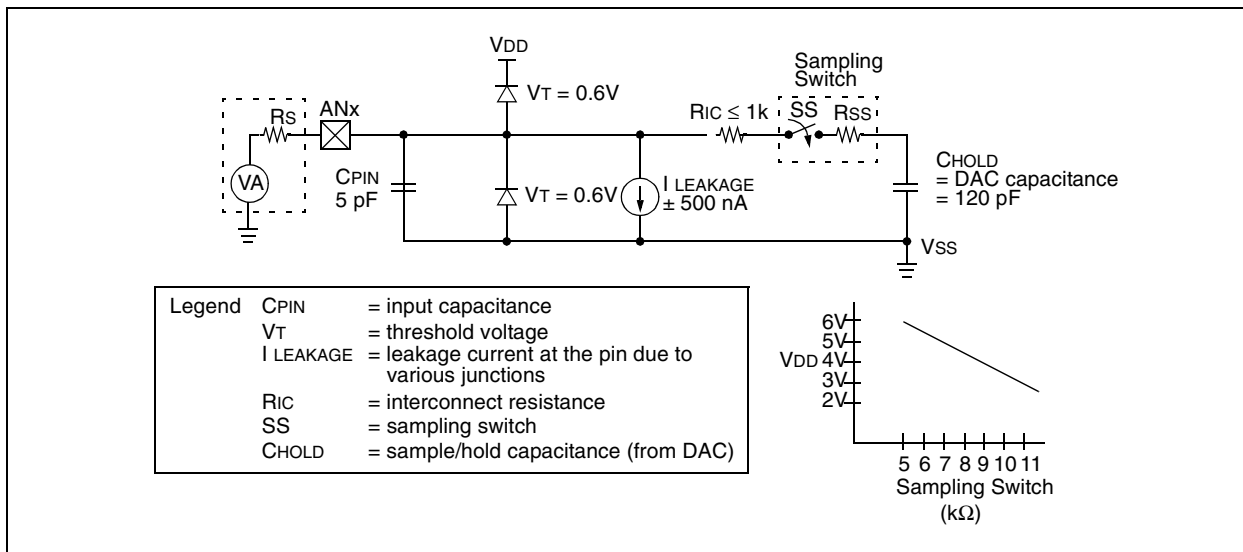 VDD
VT = 0.6V
ANx
RS
VA
CPIN
5 pF
VT = 0.6V
I LEAKAGE
± 500 nA
RIC ≤ 1k
Sampling
Switch
SS
RSS
CHOLD
= DAC capacitance
= 120 pF
VSS
Legend CPIN = input capacitance
VT = threshold voltage
I LEAKAGE = leakage current at the pin due to
various junctions
RIC = interconnect resistance
SS = sampling switch
CHOLD = sample/hold capacitance (from DAC)
6V
5V
VDD 4V
3V
2V
5 6 7 8 9 10 11
Sampling Switch
(kΩ)